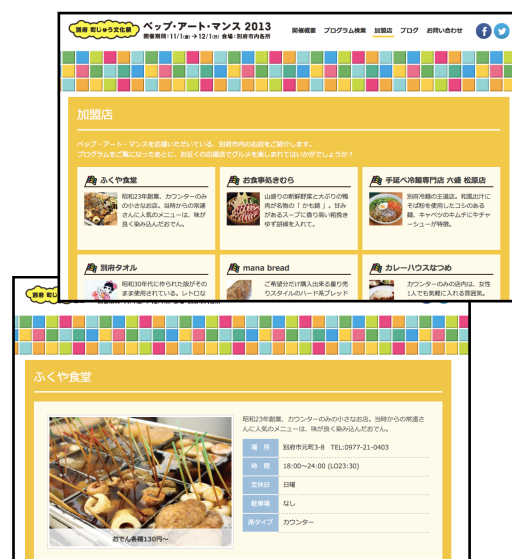 別府 町じゅう文化祭
ベップ・アート・マンス 2013
開催期間：11/1(金)→12/1(日) 会場：別府市内各所
開催概要 プログラム検索 加盟店 ブログ お問い合わせ
加盟店
ベップ・アート・マンスを応援いただいている、別府市内のお店をご紹介します。
プログラムをご覧になったあとに、お近くの応援店でグルメを楽しまれてはいかがでしょうか？
ふくや食堂
昭和23年創業、カウンターのみ
の小さなお店。当時からの常連
さんに人気のメニューは、味が
良く染み込んだおでん。
お食事処きむら
山盛りの新鮮野菜と大ぶりの鴨
肉が名物の「 かも鍋 」。甘み
があるスープに香り高い粗挽き
ゆず胡椒を入れて。
手延べ冷麺専門店 六盛 松原店
別府冷麺の王道店。和風出汁に
そば粉を使用したコシのある
麺、キャベツのキムチに牛チャ
ーシューが特徴。
別府タオル
昭和30年代に作られた版がその
まま使用されている。レトロな
mana bread
ご希望分だけ購入出来る量り売
りスタイルのハード系ブレッド
カレーハウスなつめ
カウンターのみの店内は、女性
1人でも気軽に入れる雰囲気。
別府 町じ
ふくや食堂
昭和23年創業、カウンターのみの小さなお店。当時からの常連さ
んに人気のメニューは、味が良く染み込んだおでん。
場 所 別府市元町3-8 TEL:0977-21-0403
時 間 18:00～24:00 (LO23:30)
定休日 日曜
駐車場 なし
席タイプ カウンター
おでん各種130円～